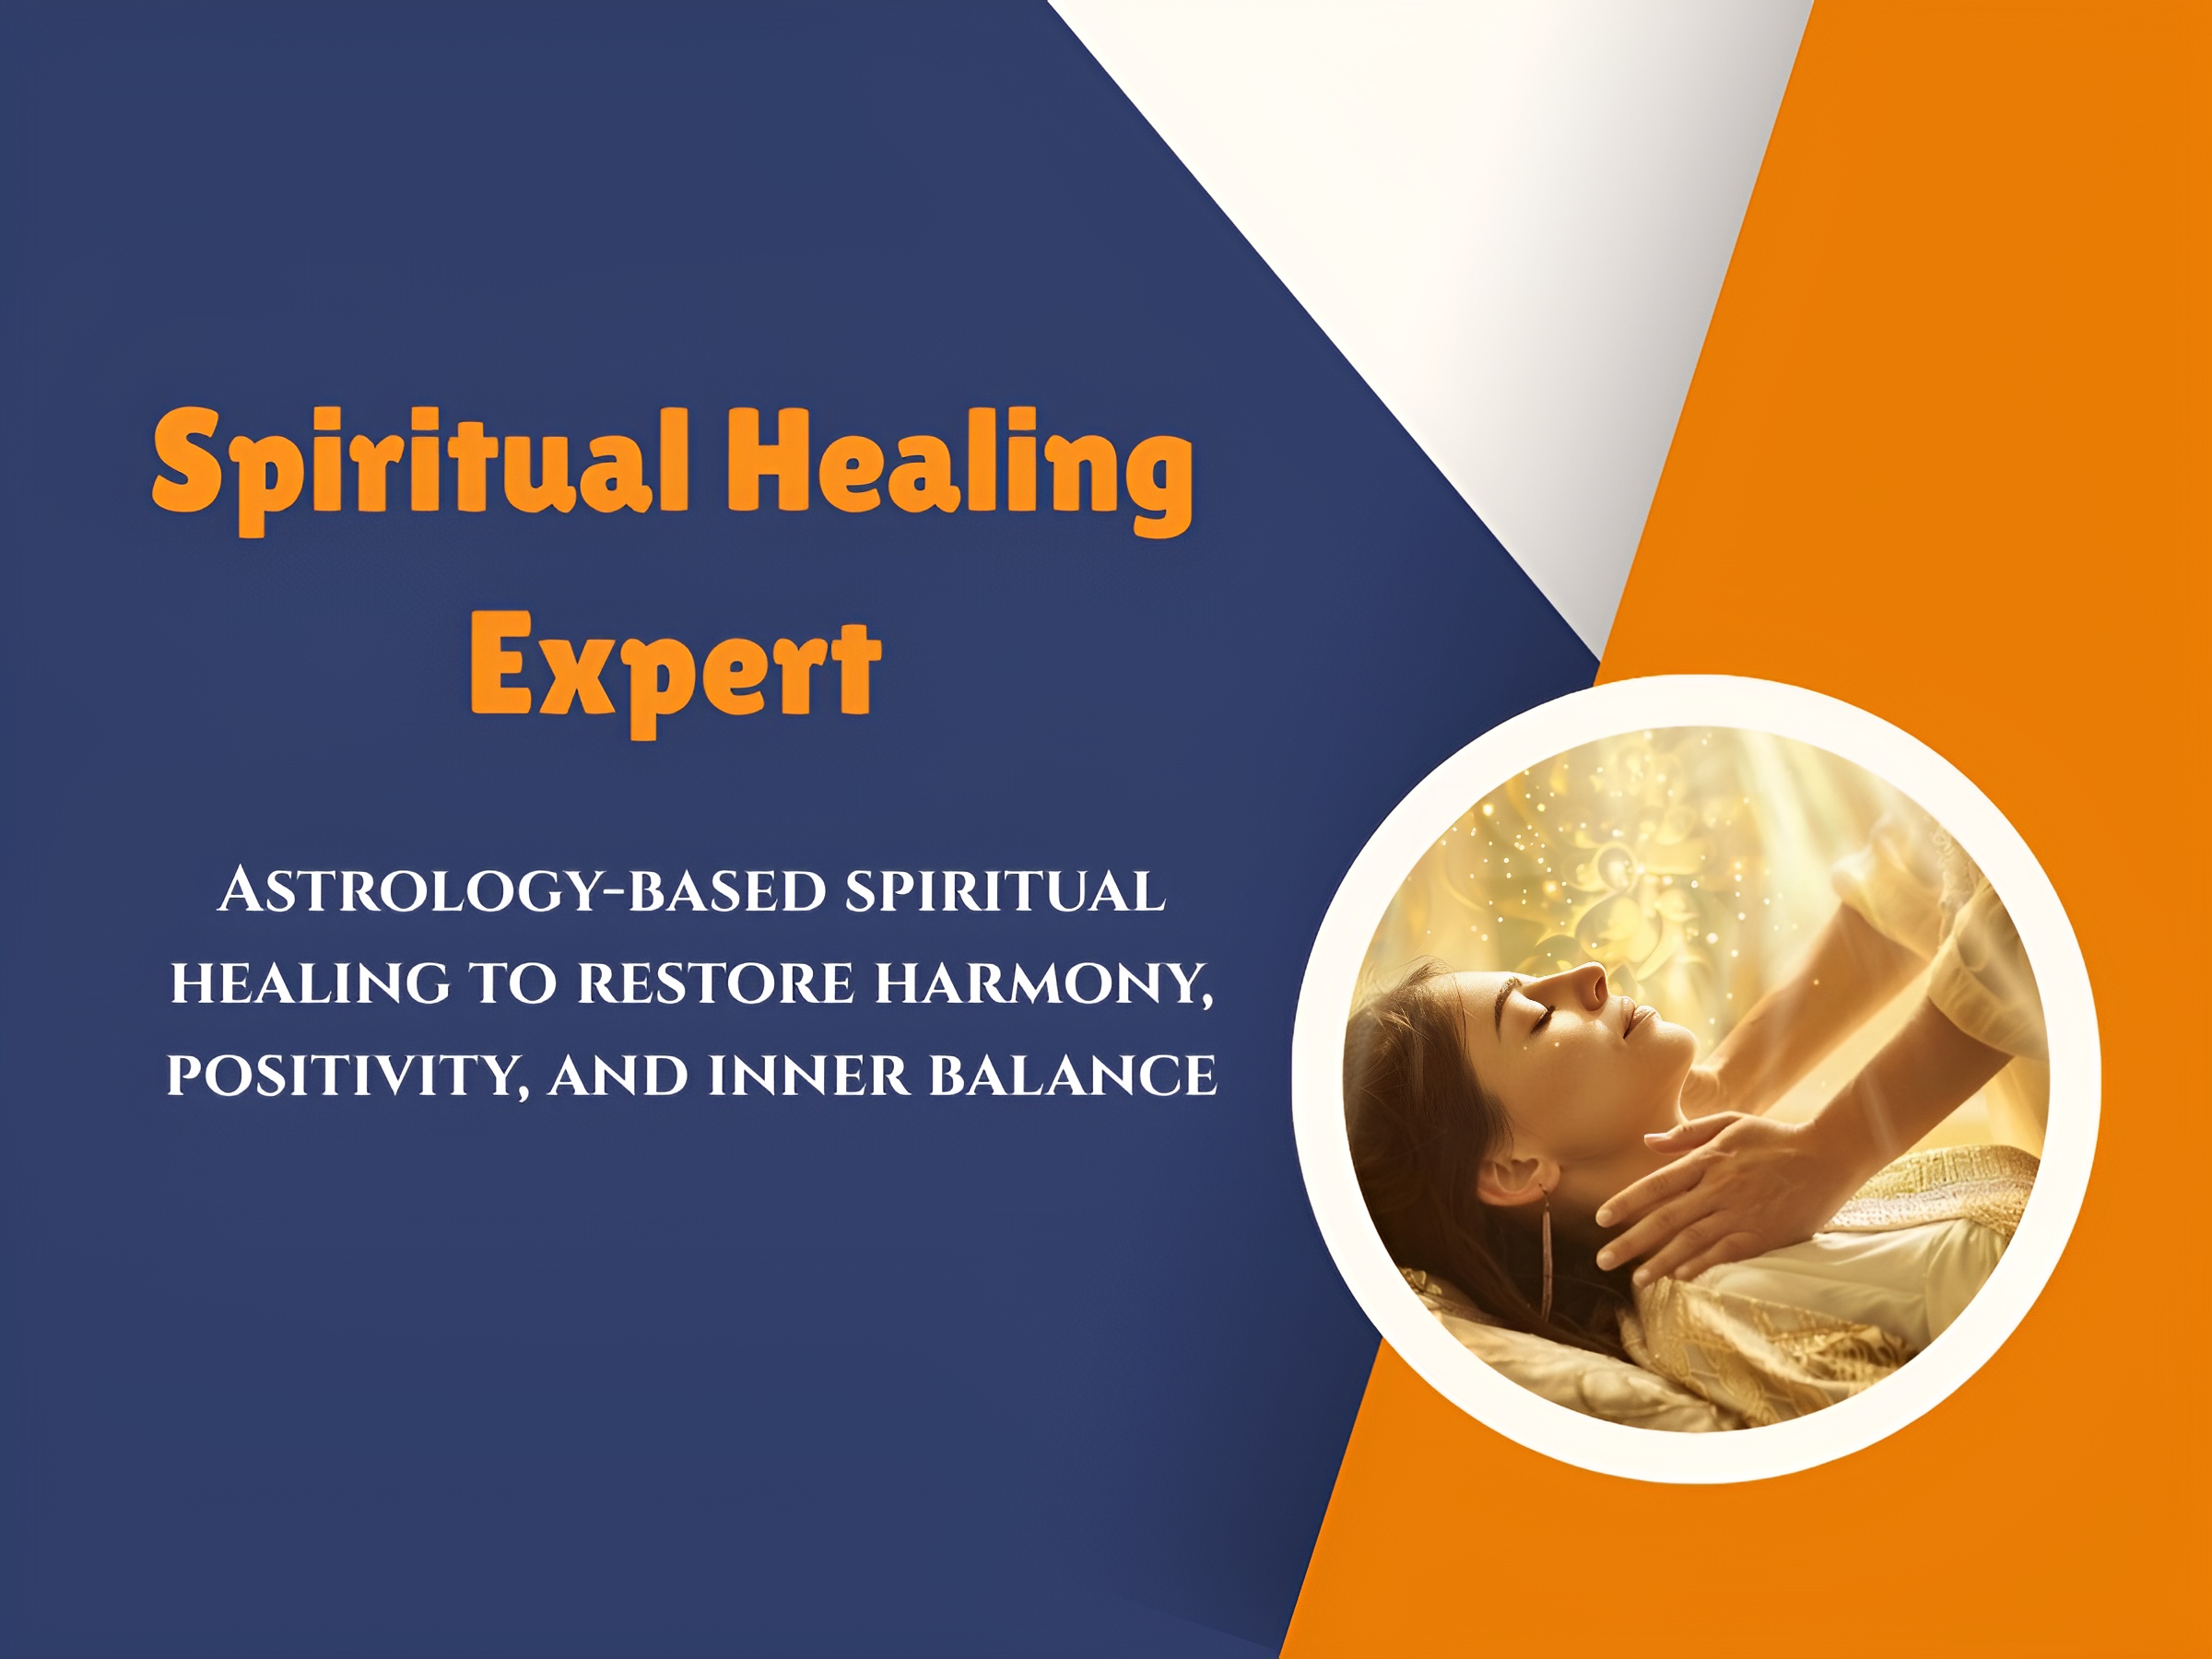 Spiritual Healing
Expert
Astrology-based spiritual
healing to restore harmony,
positivity, and inner balance